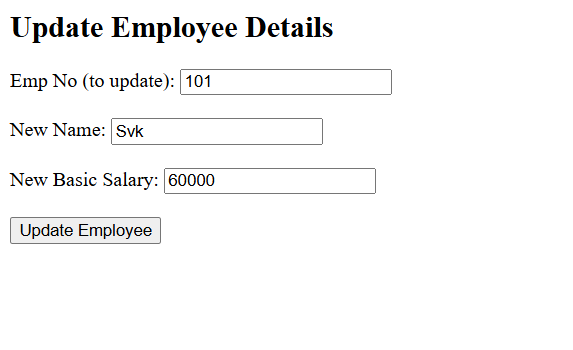 Update Employee Details
Emp No (to update): 101
New Name: Svk
New Basic Salary: 60000
Update Employee